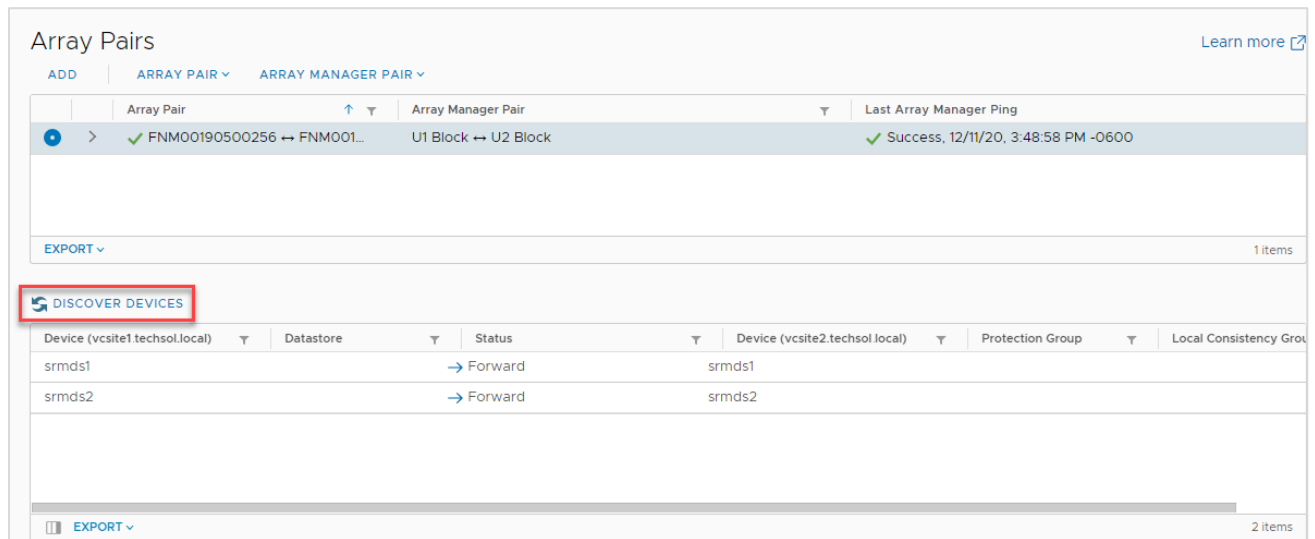 Array Pairs
Learn more
ADD ARRAY PAIR ARRAY MANAGER PAIR
Array Pair Array Manager Pair Last Array Manager Ping
FNM00190500256 ↔ FNM001... U1 Block ↔ U2 Block Success, 12/11/20, 3:48:58 PM -0600
EXPORT 1 items
DISCOVER DEVICES
Device (vcsite1.techsol.local) Datastore Status Device (vcsite2.techsol.local) Protection Group Local Consistency Grou
srmds1 → Forward srmds1
srmds2 → Forward srmds2
EXPORT 2 items